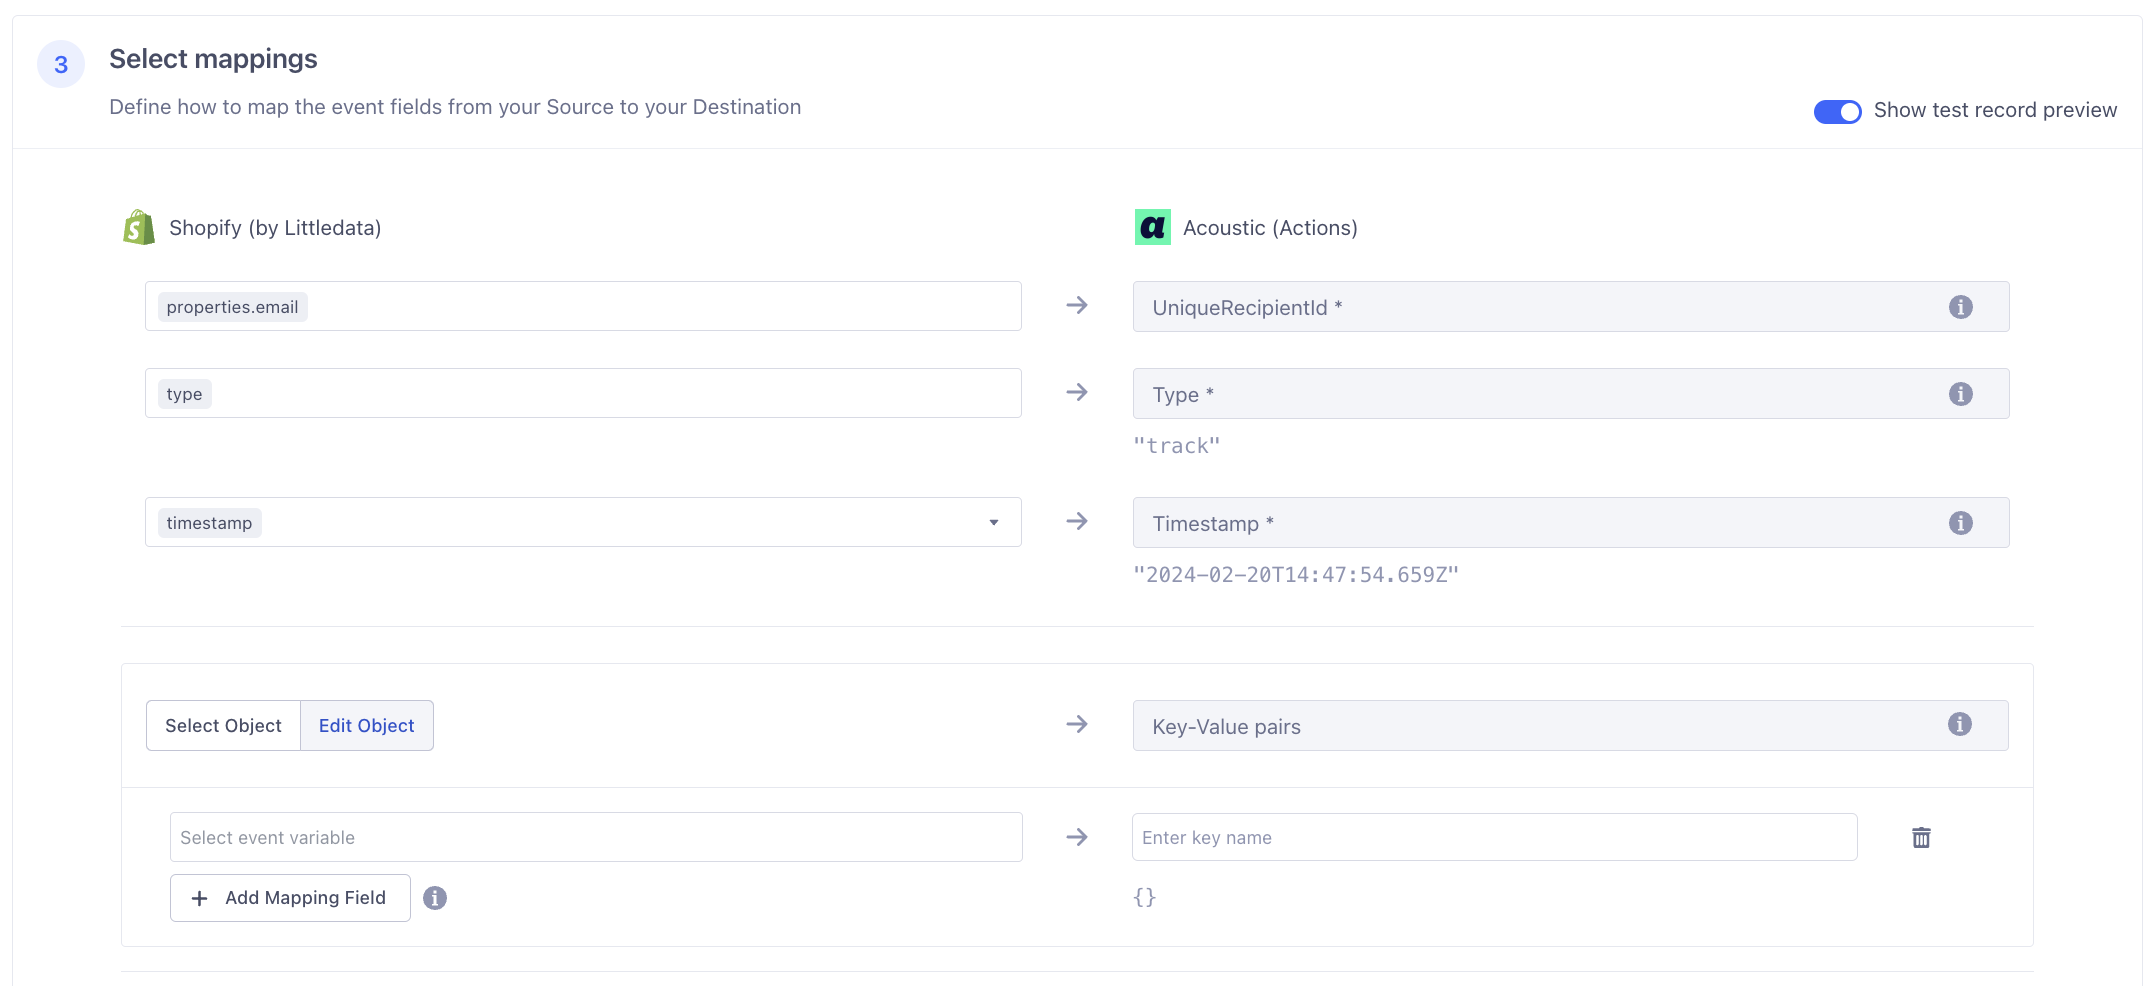 3
Select mappings
Define how to map the event fields from your Source to your Destination
Show test record preview
Shopify (by Littledata)
Acoustic (Actions)
properties.email
UniqueRecipientId *
type
Type *
"track"
timestamp
Timestamp *
"2024-02-20T14:47:54.659Z"
Select Object
Edit Object
Key-Value pairs
Select event variable
Enter key name
+ Add Mapping Field
{}